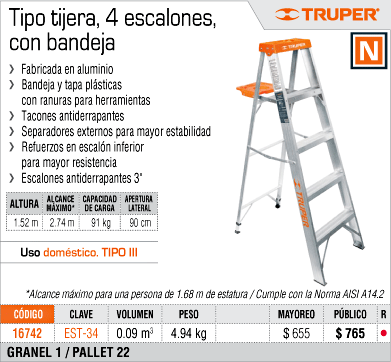 Tipo tijera, 4 escalones,
con bandeja
TRUPER®
N
Fabricada en aluminio
Bandeja y tapa plásticas
con ranuras para herramientas
Tacones antiderrapantes
Separadores externos para mayor estabilidad
Refuerzos en escalón inferior
para mayor resistencia
Escalones antiderrapantes 3"
ALTURA ALCANCE MÁXIMO* CAPACIDAD DE CARGA APERTURA LATERAL
1.52 m 2.74 m 91 kg 90 cm
Uso doméstico. TIPO III
TRUPER
*Alcance máximo para una persona de 1.68 m de estatura / Cumple con la Norma AISI A14.2
CÓDIGO CLAVE VOLUMEN PESO MAYOREO PÚBLICO R
16742 EST-34 0.09 m³ 4.94 kg $ 655 $ 765
GRANEL 1 / PALLET 22